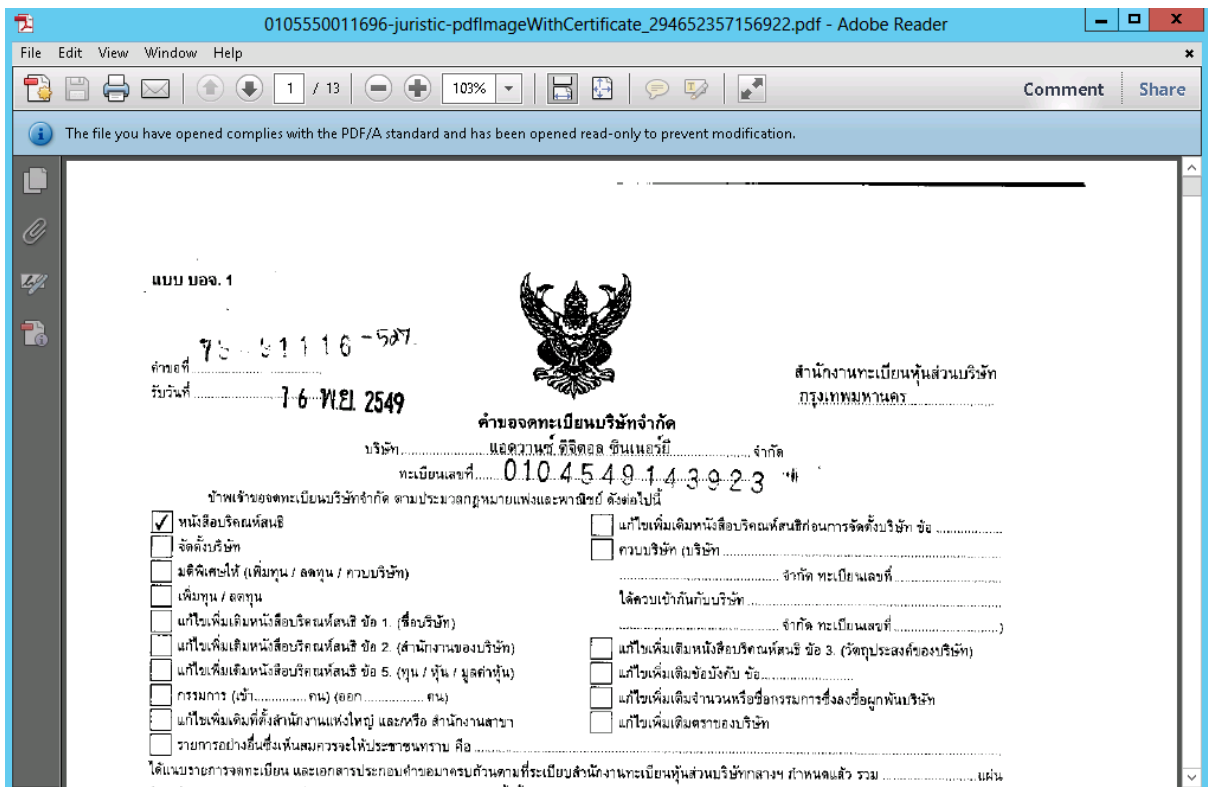 0105550011696-juristic-pdfImageWithCertificate_294652357156922.pdf - Adobe Reader
File Edit View Window Help
1 / 13 103% Comment Share
The file you have opened complies with the PDF/A standard and has been opened read-only to prevent modification.
แบบ บอจ. 1
คำขอที่
รับวันที่ 16 พ.ย. 2549
สำนักงานทะเบียนหุ้นส่วนบริษัท
กรุงเทพมหานคร
คำขอจดทะเบียนบริษัทจำกัด
บริษัท แอดวานซ์ ดิจิตอล ซินเนอร์ยี จำกัด
ทะเบียนเลขที่ 0104549143923
ข้าพเจ้าขอจดทะเบียนบริษัทจำกัด ตามประมวลกฎหมายแพ่งและพาณิชย์ ดังต่อไปนี้
หนังสือบริคณห์สนธิ
จัดตั้งบริษัท
มติพิเศษให้ (เพิ่มทุน / ลดทุน / ควบบริษัท)
เพิ่มทุน / ลดทุน
แก้ไขเพิ่มเติมหนังสือบริคณห์สนธิ ข้อ 1. (ชื่อบริษัท)
แก้ไขเพิ่มเติมหนังสือบริคณห์สนธิ ข้อ 2. (สำนักงานของบริษัท)
แก้ไขเพิ่มเติมหนังสือบริคณห์สนธิ ข้อ 5. (ทุน / หุ้น / มูลค่าหุ้น)
กรรมการ (เข้า..............คน) (ออก................คน)
แก้ไขเพิ่มเติมที่ตั้งสำนักงานแห่งใหญ่ และ/หรือ สำนักงานสาขา
รายการอย่างอื่นซึ่งเห็นสมควรจะให้ประชาชนทราบ คือ
แก้ไขเพิ่มเติมหนังสือบริคณห์สนธิก่อนการจัดตั้งบริษัท ข้อ
ควบบริษัท (บริษัท
จำกัด ทะเบียนเลขที่
ได้ควบเข้ากันกับบริษัท
จำกัด ทะเบียนเลขที่..........................)
แก้ไขเพิ่มเติมหนังสือบริคณห์สนธิ ข้อ 3. (วัตถุประสงค์ของบริษัท)
แก้ไขเพิ่มเติมข้อบังคับ ข้อ
แก้ไขเพิ่มเติมจำนวนหรือชื่อกรรมการซึ่งลงชื่อผูกพันบริษัท
แก้ไขเพิ่มเติมตราของบริษัท
ได้แนบรายการจดทะเบียน และเอกสารประกอบคำขอมาครบถ้วนตามที่ระเบียบสำนักงานทะเบียนหุ้นส่วนบริษัทกลางฯ กำหนดแล้ว รวม ......................แผ่น